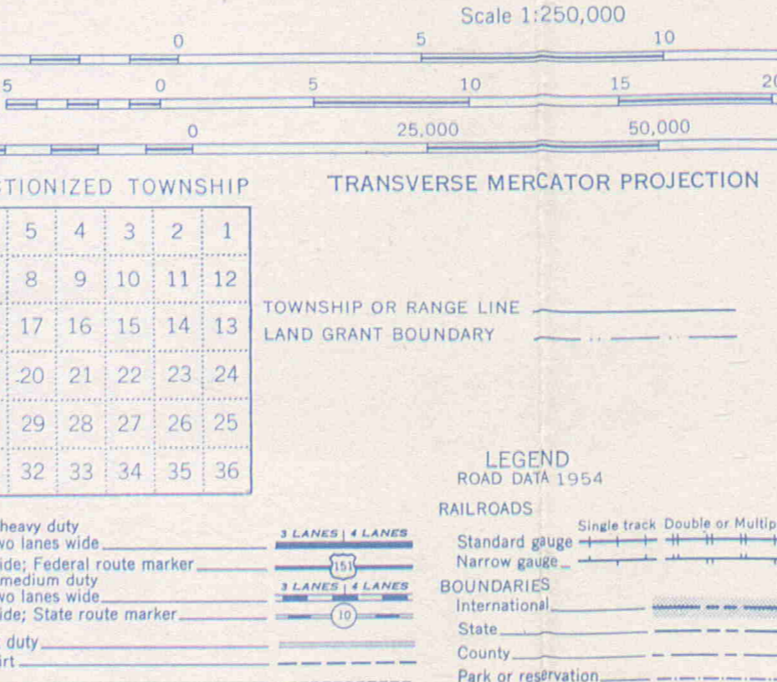 Scale 1:250,000
0 5 10
5 0 5 10 15 20
0 25,000 50,000
TIONIZED TOWNSHIP
TRANSVERSE MERCATOR PROJECTION
5 4 3 2 1
8 9 10 11 12
17 16 15 14 13
20 21 22 23 24
29 28 27 26 25
32 33 34 35 36
TOWNSHIP OR RANGE LINE
LAND GRANT BOUNDARY
LEGEND
ROAD DATA 1954
heavy duty
wo lanes wide
3 LANES | 4 LANES
ide; Federal route marker
151
medium duty
wo lanes wide
3 LANES | 4 LANES
ide; State route marker
10
duty
irt
RAILROADS
Single track Double or Multip
Standard gauge
Narrow gauge
BOUNDARIES
International
State
County
Park or reservation